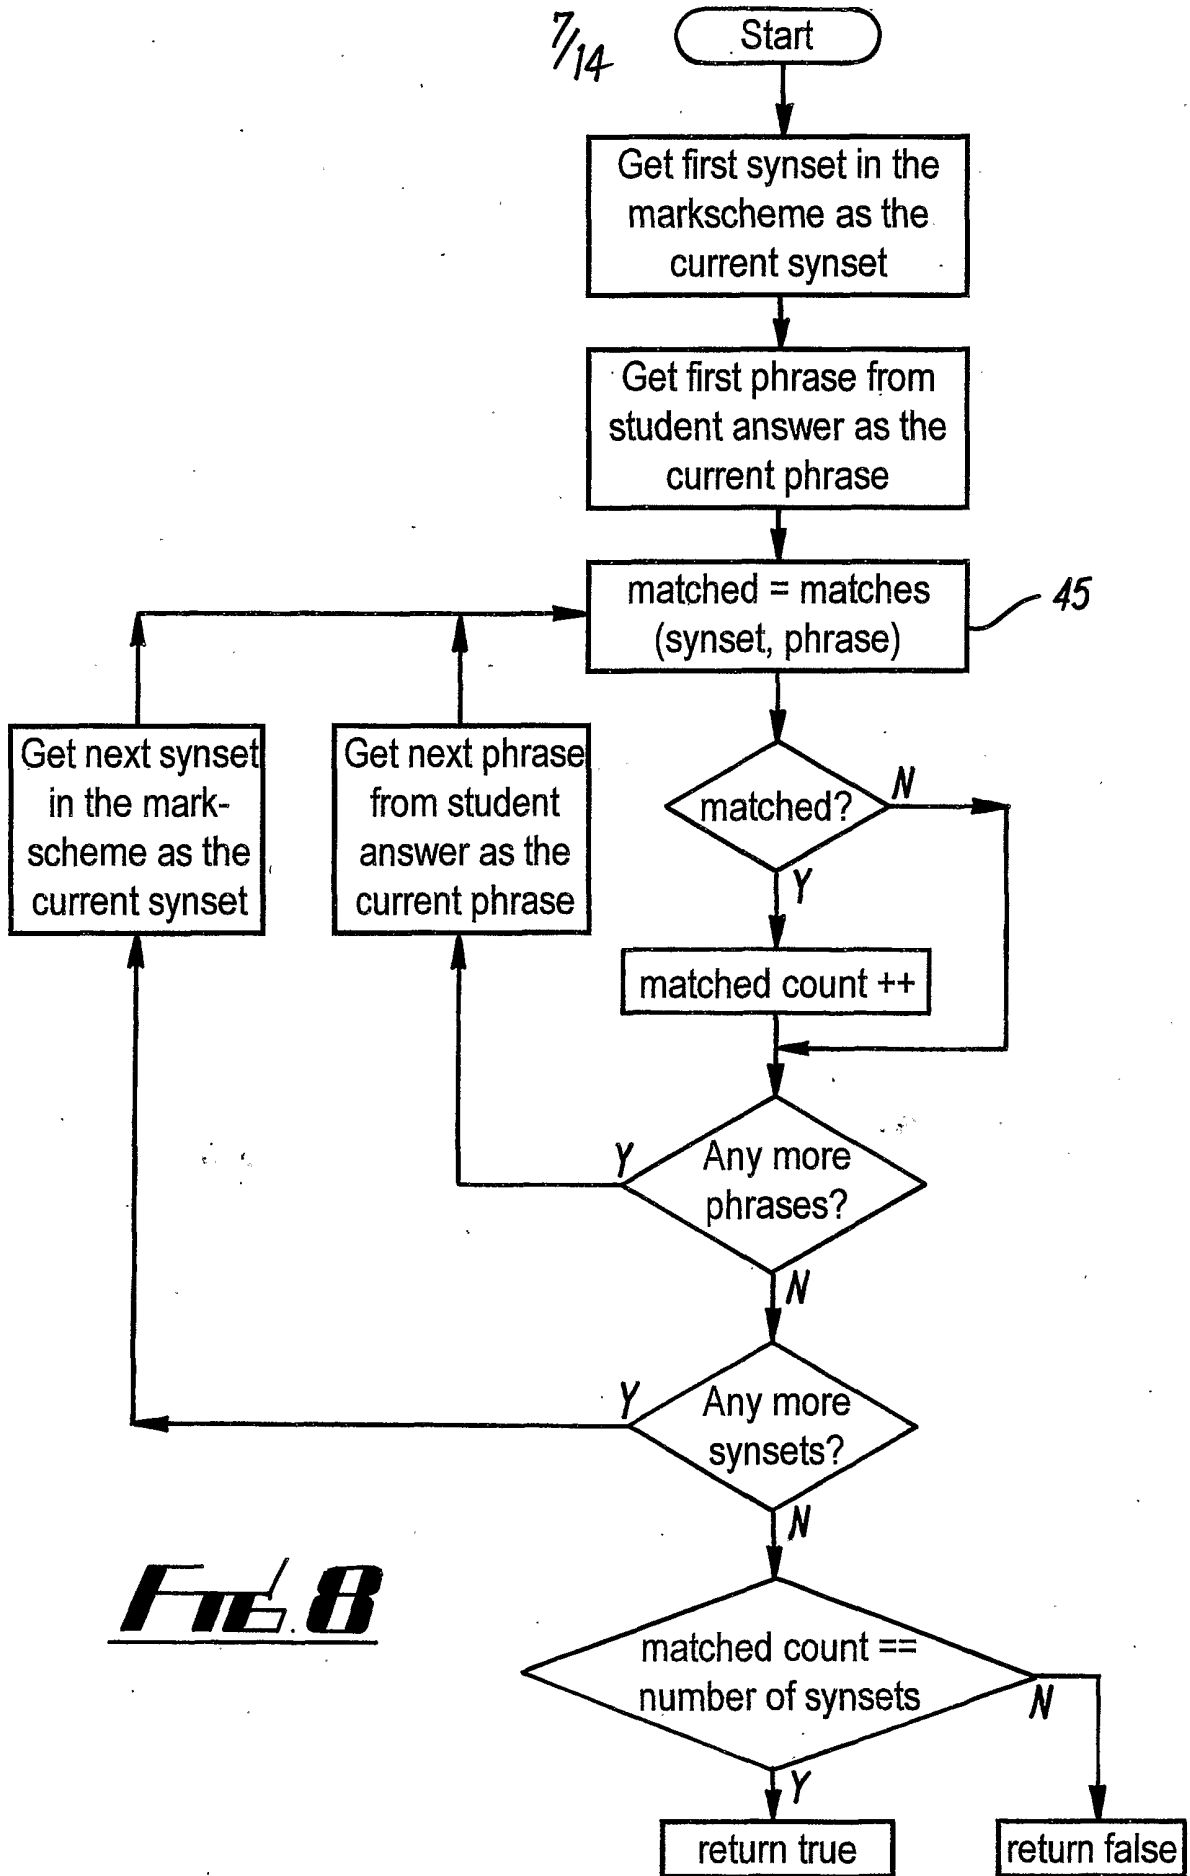 7/14
Start
Get first synset in the
markscheme as the
current synset
Get first phrase from
student answer as the
current phrase
matched = matches
(synset, phrase)
45
Get next synset
in the mark-
scheme as the
current synset
Get next phrase
from student
answer as the
current phrase
matched?
N
Y
matched count ++
Any more
phrases?
Y
N
Any more
synsets?
Y
N
matched count ==
number of synsets
N
Y
return true
return false
FIG. 8